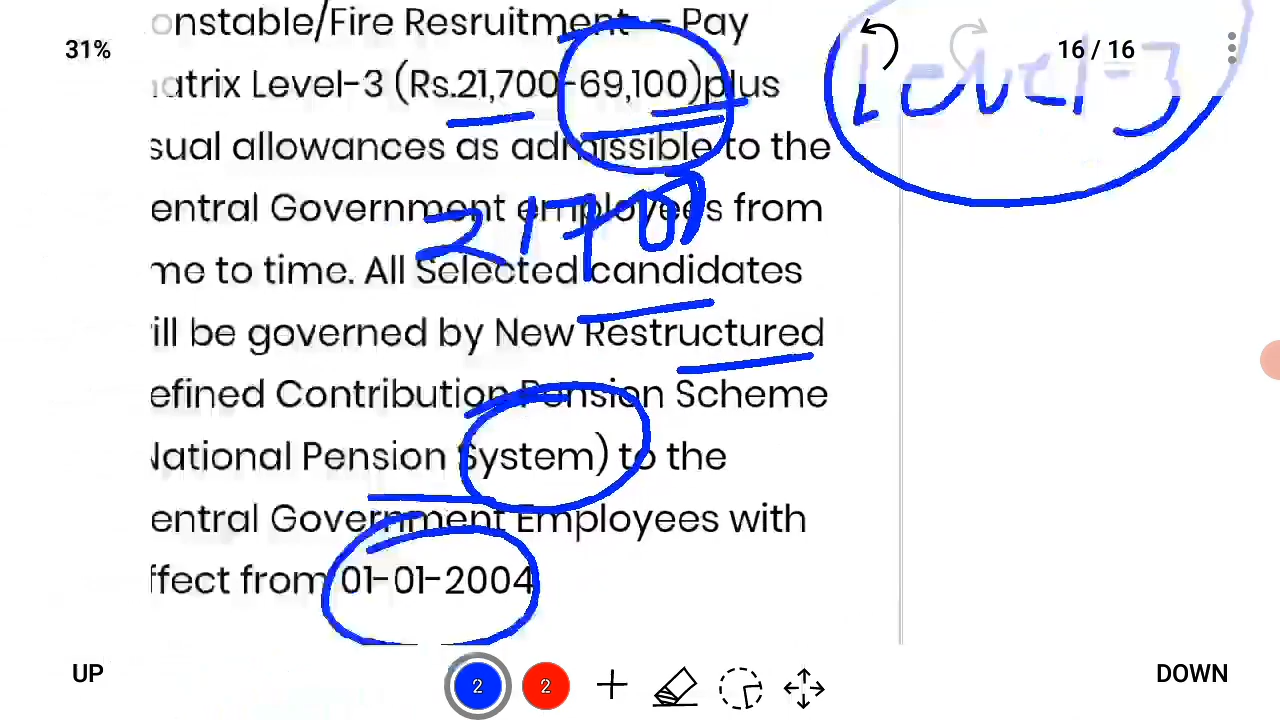 onstable/Fire Resruitment – Pay
31%
16 / 16
atrix Level-3 (Rs.21,700-69,100)plus
Level-3
sual allowances as admissible to the
entral Government employees from
21700
me to time. All Selected candidates
ill be governed by New Restructured
efined Contribution Pension Scheme
National Pension System) to the
entral Government Employees with
ffect from 01-01-2004
UP
2
2
DOWN